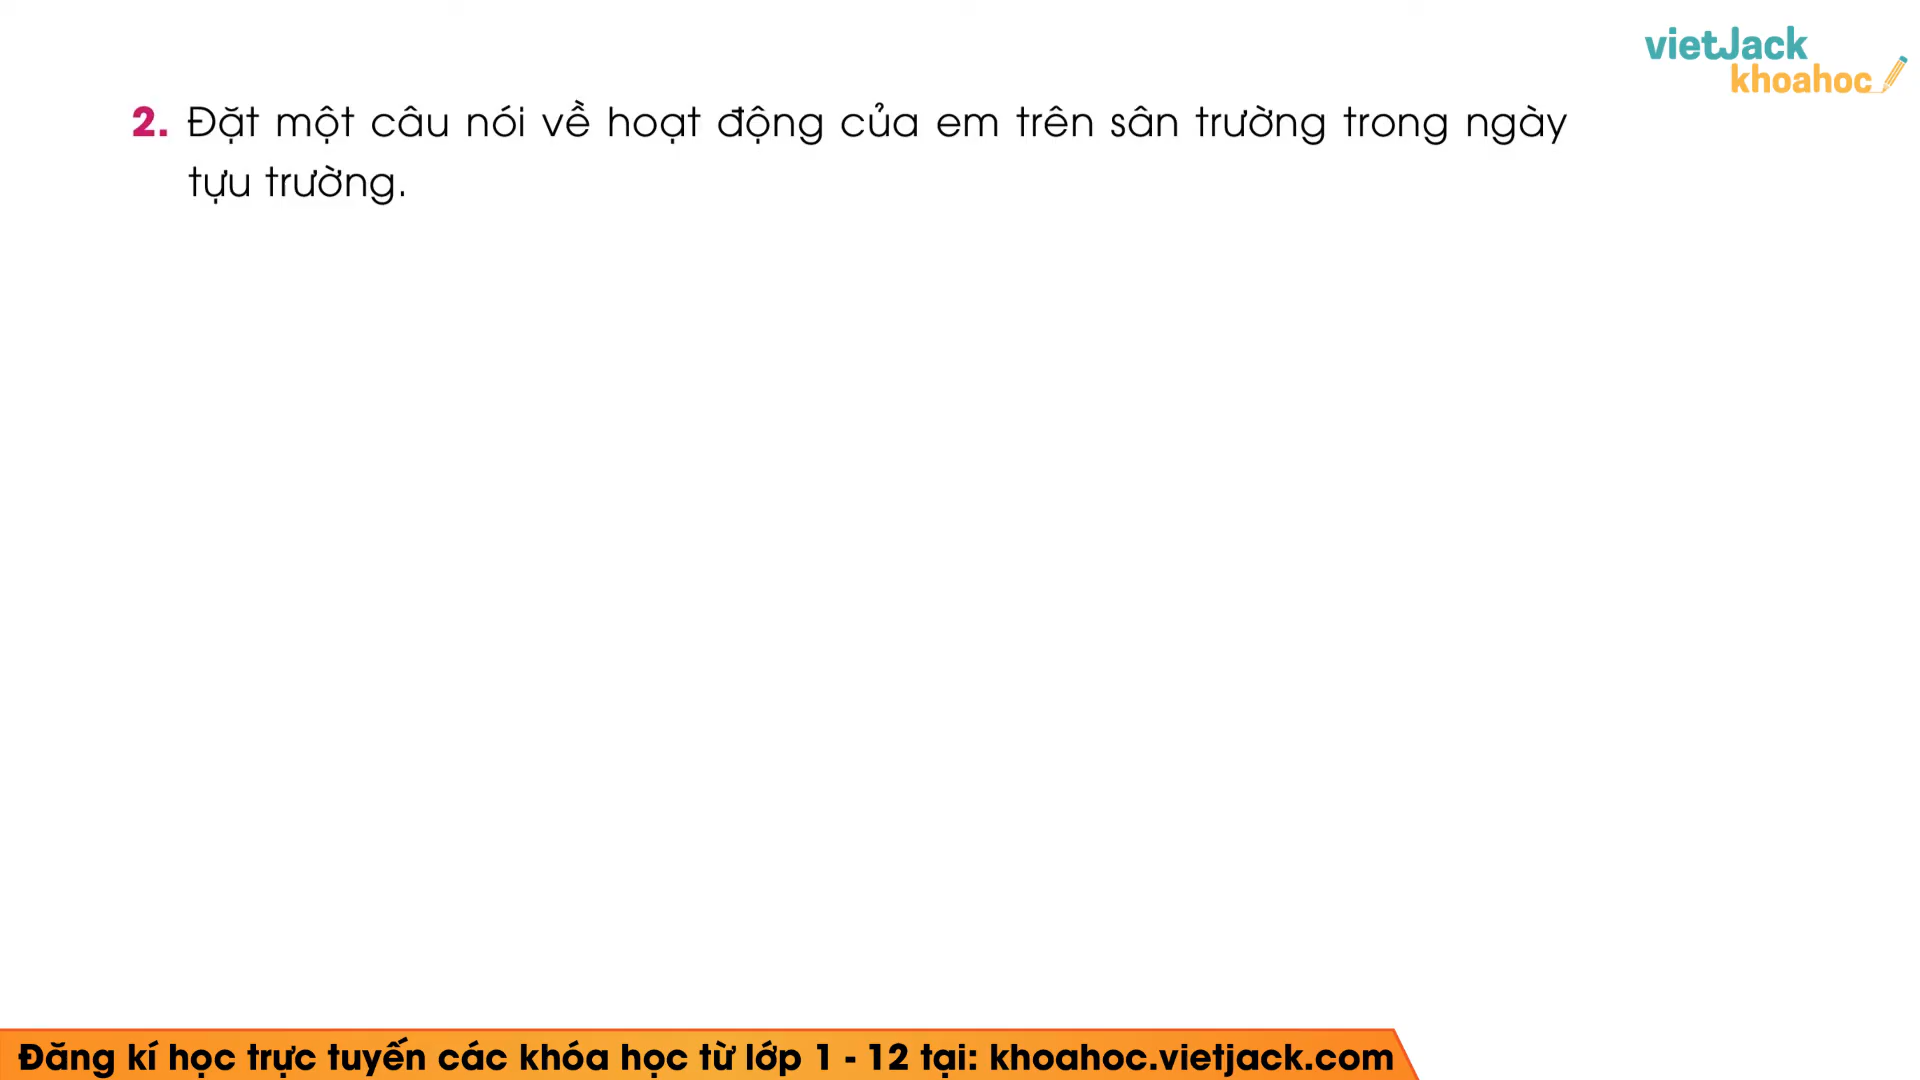 vietJack
khoahoc
2. Đặt một câu nói về hoạt động của em trên sân trường trong ngày
tựu trường.
Đăng kí học trực tuyến các khóa học từ lớp 1 - 12 tại: khoahoc.vietjack.com